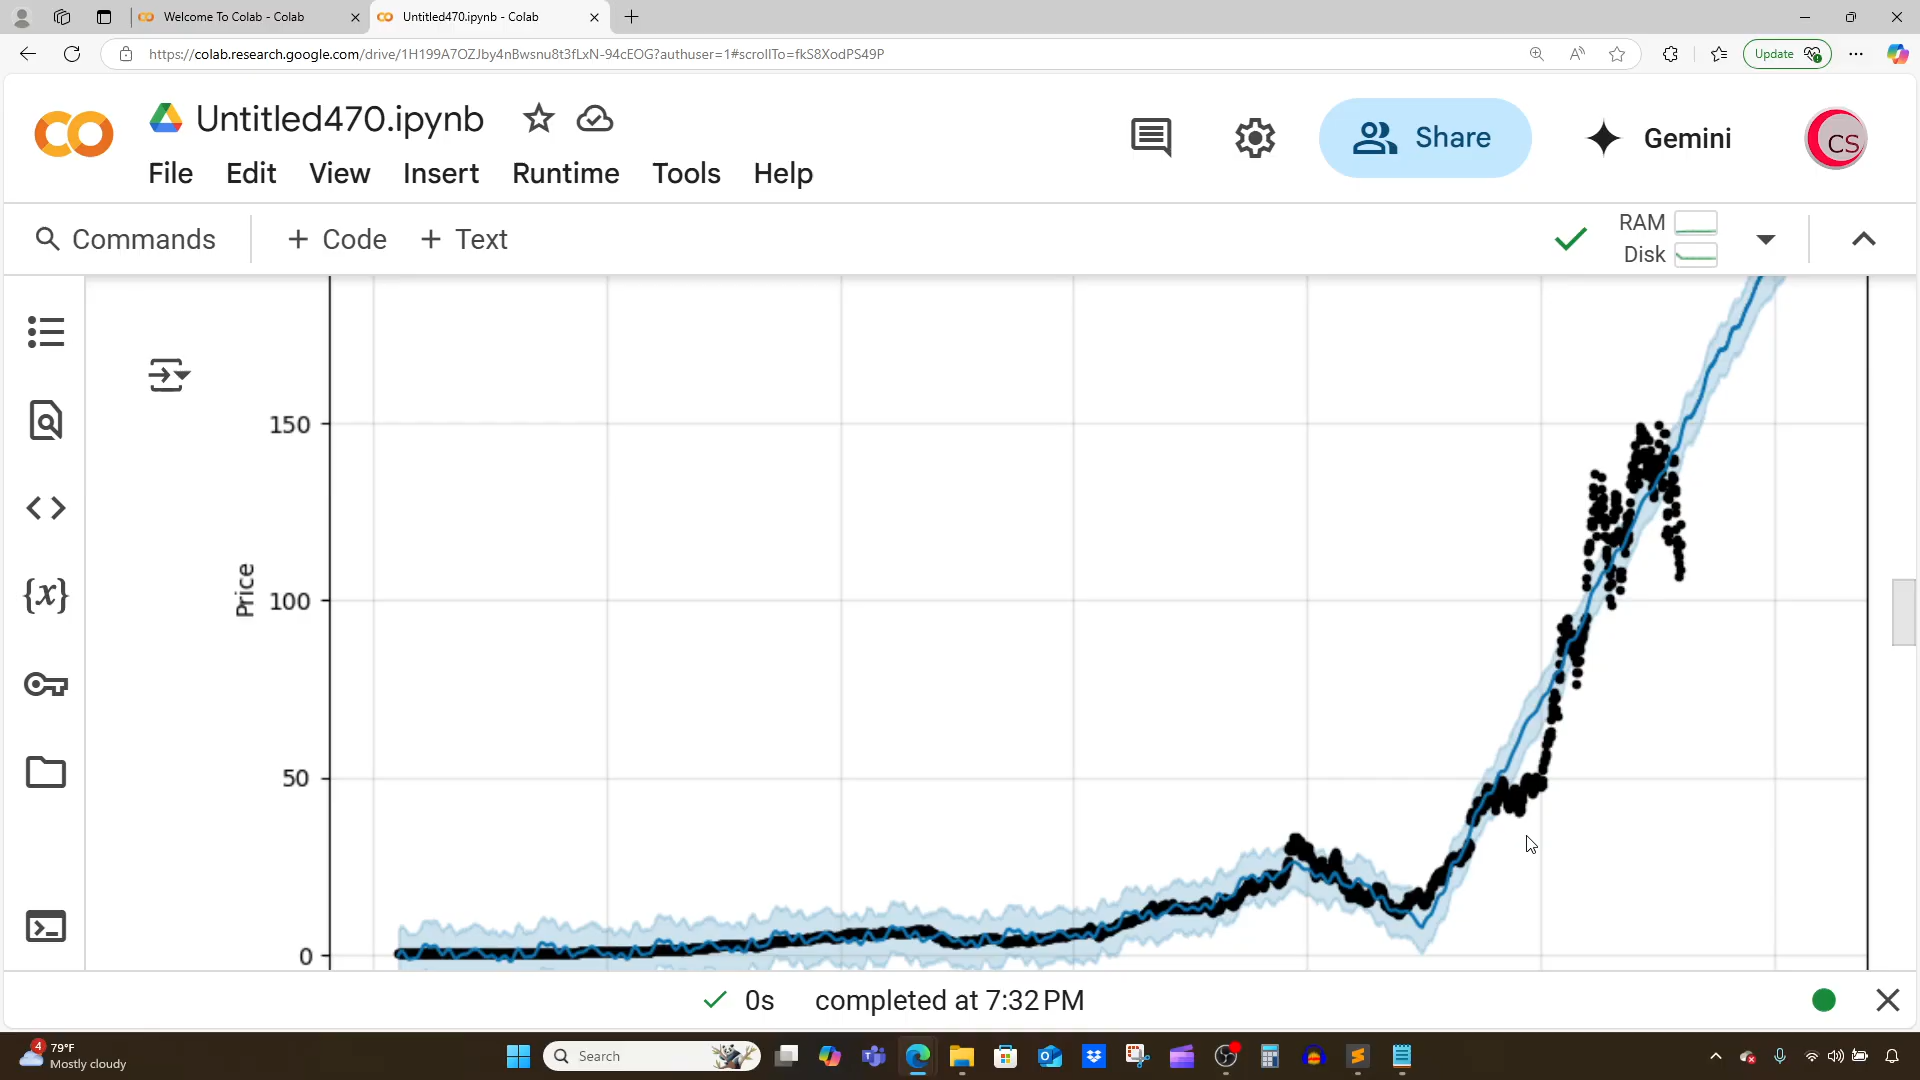 Welcome To Colab - Colab
Untitled470.ipynb - Colab
https://colab.research.google.com/drive/1H199A7OZJby4nBwsnu8t3fLxN-94cEOG?authuser=1#scrollTo=fkS8XodPS49P
Update
Untitled470.ipynb
File Edit View Insert Runtime Tools Help
Share
Gemini
CS
Commands
+ Code + Text
RAM
Disk
150
100
50
0
Price
{x}
0s completed at 7:32 PM
4
79°F
Mostly cloudy
Search